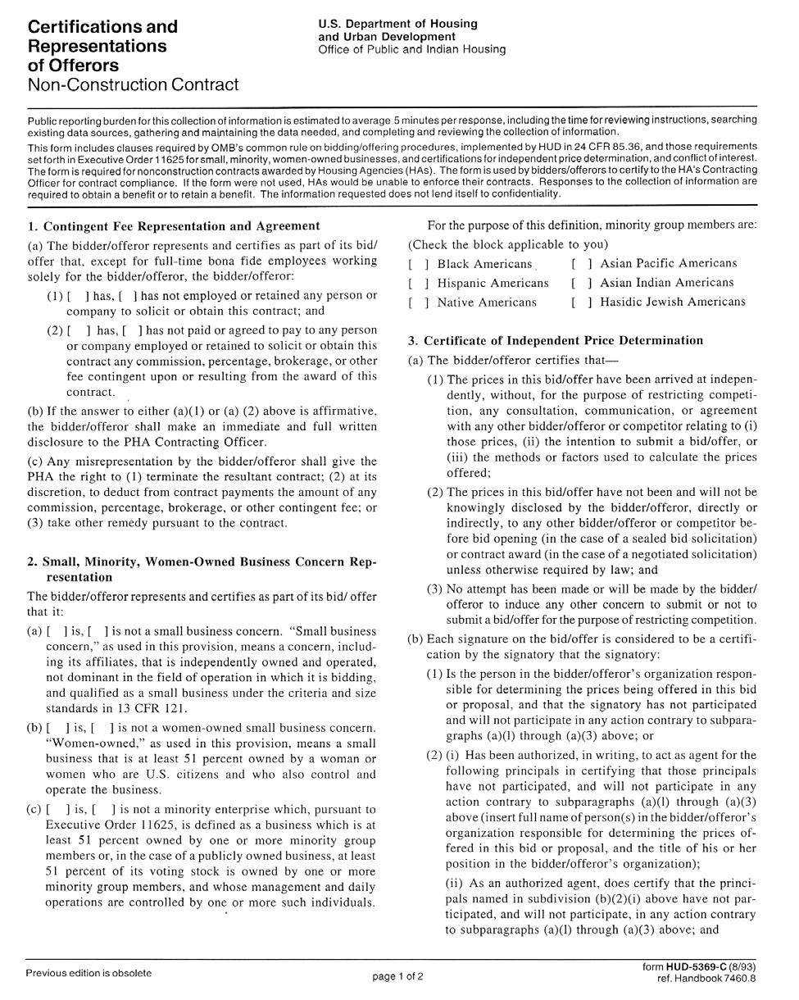 Certifications and
Representations
of Offerors
Non-Construction Contract
U.S. Department of Housing
and Urban Development
Office of Public and Indian Housing
Public reporting burden for this collection of information is estimated to average 5 minutes per response, including the time for reviewing instructions, searching
existing data sources, gathering and maintaining the data needed, and completing and reviewing the collection of information.
This form includes clauses required by OMB's common rule on bidding/offering procedures, implemented by HUD in 24 CFR 85.36, and those requirements
set forth in Executive Order 11625 for small, minority, women-owned businesses, and certifications for independent price determination, and conflict of interest.
The form is required for nonconstruction contracts awarded by Housing Agencies (HAs). The form is used by bidders/offerors to certify to the HA's Contracting
Officer for contract compliance. If the form were not used, HAs would be unable to enforce their contracts. Responses to the collection of information are
required to obtain a benefit or to retain a benefit. The information requested does not lend itself to confidentiality.
1. Contingent Fee Representation and Agreement
(a) The bidder/offeror represents and certifies as part of its bid/
offer that, except for full-time bona fide employees working
solely for the bidder/offeror, the bidder/offeror:
(1) [ ] has, [ ] has not employed or retained any person or
company to solicit or obtain this contract; and
(2) [ ] has, [ ] has not paid or agreed to pay to any person
or company employed or retained to solicit or obtain this
contract any commission, percentage, brokerage, or other
fee contingent upon or resulting from the award of this
contract.
(b) If the answer to either (a)(1) or (a) (2) above is affirmative,
the bidder/offeror shall make an immediate and full written
disclosure to the PHA Contracting Officer.
(c) Any misrepresentation by the bidder/offeror shall give the
PHA the right to (1) terminate the resultant contract; (2) at its
discretion, to deduct from contract payments the amount of any
commission, percentage, brokerage, or other contingent fee; or
(3) take other remedy pursuant to the contract.
2. Small, Minority, Women-Owned Business Concern Rep-
resentation
The bidder/offeror represents and certifies as part of its bid/ offer
that it:
(a) [ ] is, [ ] is not a small business concern. "Small business
concern," as used in this provision, means a concern, includ-
ing its affiliates, that is independently owned and operated,
not dominant in the field of operation in which it is bidding,
and qualified as a small business under the criteria and size
standards in 13 CFR 121.
(b) [ ] is, [ ] is not a women-owned small business concern.
"Women-owned," as used in this provision, means a small
business that is at least 51 percent owned by a woman or
women who are U.S. citizens and who also control and
operate the business.
(c) [ ] is, [ ] is not a minority enterprise which, pursuant to
Executive Order 11625, is defined as a business which is at
least 51 percent owned by one or more minority group
members or, in the case of a publicly owned business, at least
51 percent of its voting stock is owned by one or more
minority group members, and whose management and daily
operations are controlled by one or more such individuals.
For the purpose of this definition, minority group members are:
(Check the block applicable to you)
[ ] Black Americans [ ] Asian Pacific Americans
[ ] Hispanic Americans [ ] Asian Indian Americans
[ ] Native Americans [ ] Hasidic Jewish Americans
3. Certificate of Independent Price Determination
(a) The bidder/offeror certifies that—
(1) The prices in this bid/offer have been arrived at indepen-
dently, without, for the purpose of restricting competi-
tion, any consultation, communication, or agreement
with any other bidder/offeror or competitor relating to (i)
those prices, (ii) the intention to submit a bid/offer, or
(iii) the methods or factors used to calculate the prices
offered;
(2) The prices in this bid/offer have not been and will not be
knowingly disclosed by the bidder/offeror, directly or
indirectly, to any other bidder/offeror or competitor be-
fore bid opening (in the case of a sealed bid solicitation)
or contract award (in the case of a negotiated solicitation)
unless otherwise required by law; and
(3) No attempt has been made or will be made by the bidder/
offeror to induce any other concern to submit or not to
submit a bid/offer for the purpose of restricting competition.
(b) Each signature on the bid/offer is considered to be a certifi-
cation by the signatory that the signatory:
(1) Is the person in the bidder/offeror's organization respon-
sible for determining the prices being offered in this bid
or proposal, and that the signatory has not participated
and will not participate in any action contrary to subpara-
graphs (a)(l) through (a)(3) above; or
(2) (i) Has been authorized, in writing, to act as agent for the
following principals in certifying that those principals
have not participated, and will not participate in any
action contrary to subparagraphs (a)(l) through (a)(3)
above (insert full name of person(s) in the bidder/offeror's
organization responsible for determining the prices of-
fered in this bid or proposal, and the title of his or her
position in the bidder/offeror's organization);
(ii) As an authorized agent, does certify that the princi-
pals named in subdivision (b)(2)(i) above have not par-
ticipated, and will not participate, in any action contrary
to subparagraphs (a)(l) through (a)(3) above; and
Previous edition is obsolete
page 1 of 2
form HUD-5369-C (8/93)
ref. Handbook 7460.8